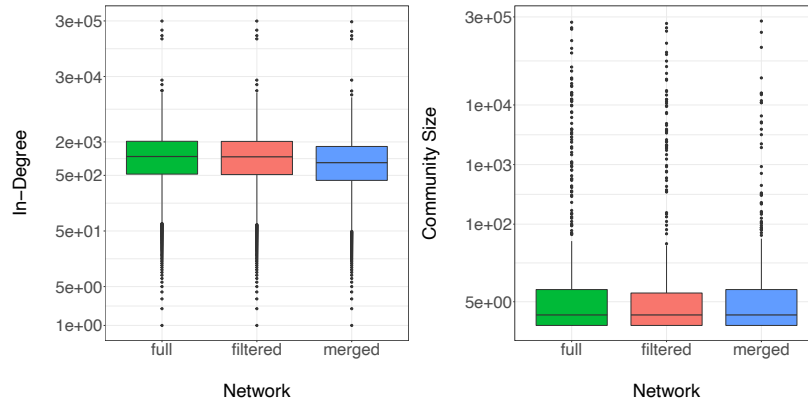 In−Degree
3e+05
3e+04
2e+03
5e+02
5e+01
5e+00
1e+00
full filtered merged
Network
Community Size
3e+05
1e+04
1e+03
1e+02
5e+00
full filtered merged
Network